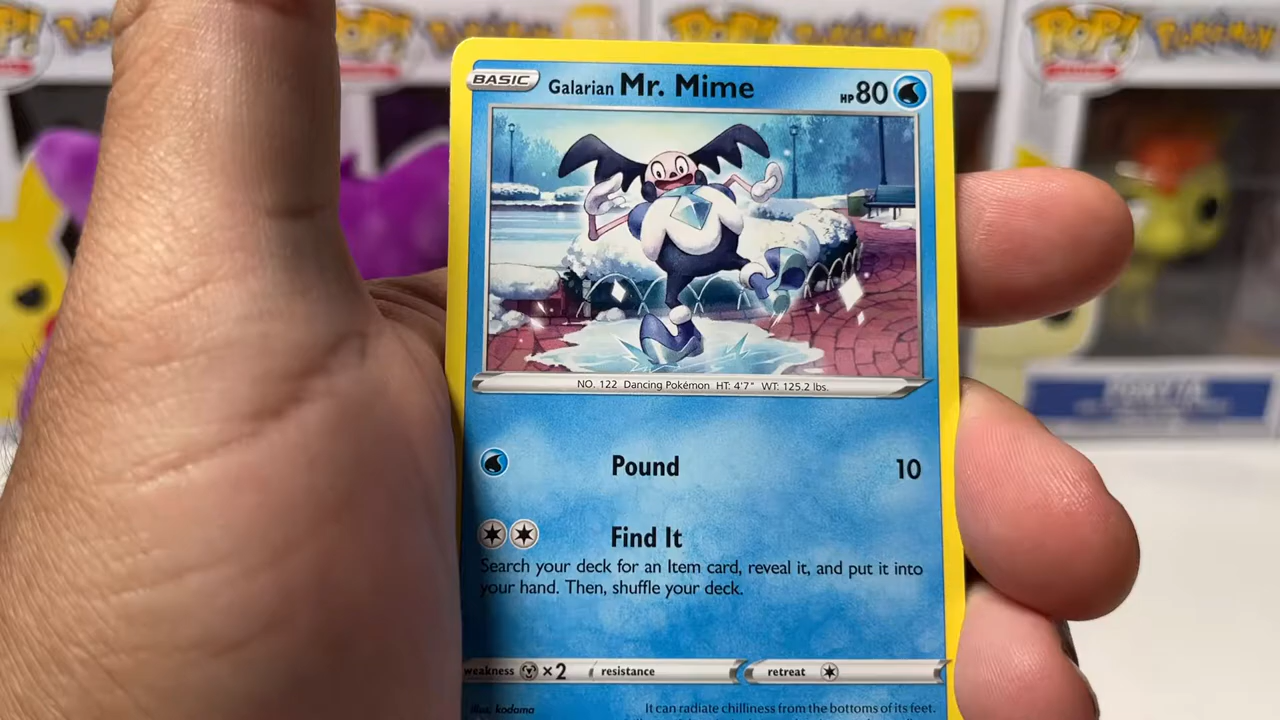 POP! POKÉMON
POP! POKÉMON
BASIC Galarian Mr. Mime HP 80
NO. 122 Dancing Pokémon HT: 4'7" WT: 125.2 lbs.
Pound 10
Find It
Search your deck for an Item card, reveal it, and put it into
your hand. Then, shuffle your deck.
weakness ×2 resistance retreat
Illus. kodama It can radiate chilliness from the bottoms of its feet.